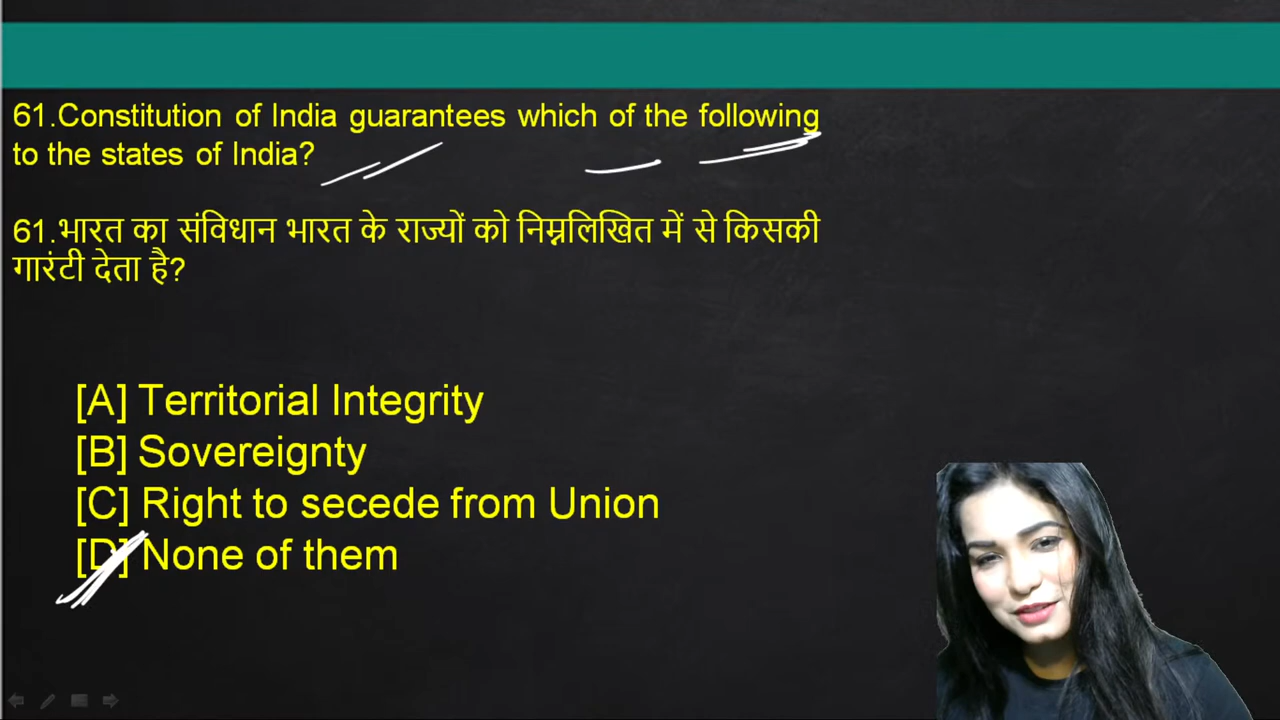 61.Constitution of India guarantees which of the following
to the states of India?
61.भारत का संविधान भारत के राज्यों को निम्नलिखित में से किसकी
गारंटी देता है?
[A] Territorial Integrity
[B] Sovereignty
[C] Right to secede from Union
[D] None of them